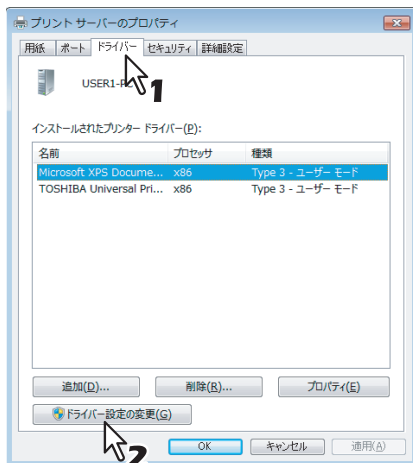 プリント サーバーのプロパティ
用紙 ポート ドライバー セキュリティ 詳細設定
USER1-P
1
インストールされたプリンター ドライバー(P):
名前 プロセッサ 種類
Microsoft XPS Docume... x86 Type 3 - ユーザー モード
TOSHIBA Universal Pri... x86 Type 3 - ユーザー モード
追加(D)... 削除(R)... プロパティ(E)
ドライバー設定の変更(G)
2
OK キャンセル 適用(A)